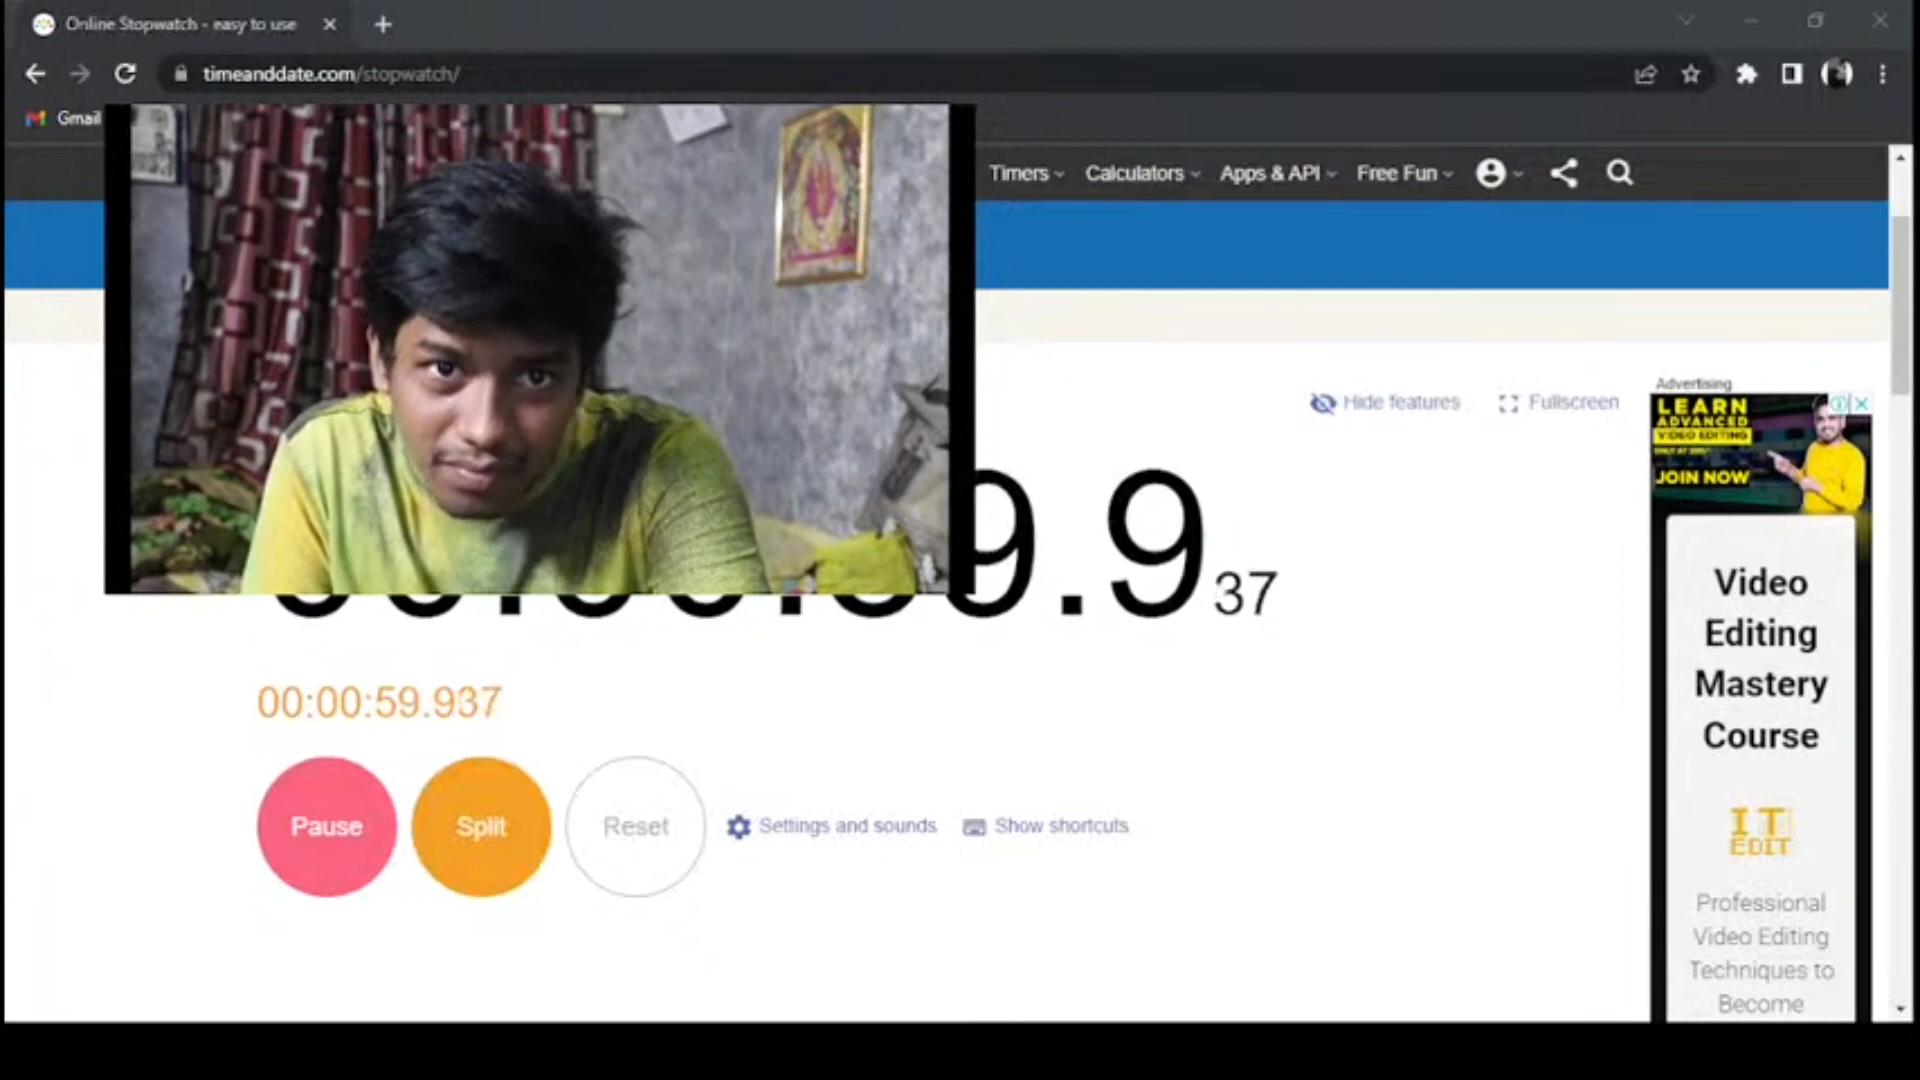 Online Stopwatch - easy to use
timeanddate.com/stopwatch/
Gmail
Timers
Calculators
Apps & API
Free Fun
Hide features
Fullscreen
Advertising
LEARN
ADVANCED
VIDEO EDITING
JOIN NOW
9.937
00:00:59.937
Pause
Split
Reset
Settings and sounds
Show shortcuts
Video
Editing
Mastery
Course
IT
EDIT
Professional
Video Editing
Techniques to
Become